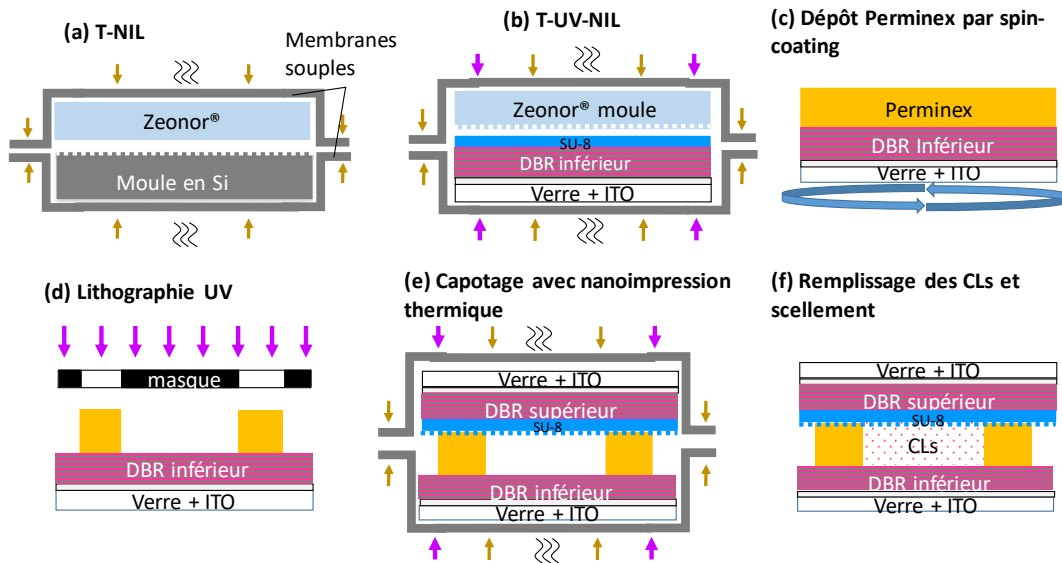 (a) T-NIL
Membranes
souples
Zeonor®
Moule en Si
(b) T-UV-NIL
Zeonor® moule
SU-8
DBR inférieur
Verre + ITO
(c) Dépôt Perminex par spin-
coating
Perminex
DBR Inférieur
Verre + ITO
(d) Lithographie UV
masque
DBR inférieur
Verre + ITO
(e) Capotage avec nanoimpression
thermique
Verre + ITO
DBR supérieur
SU-8
DBR inférieur
Verre + ITO
(f) Remplissage des CLs et
scellement
Verre + ITO
DBR supérieur
SU-8
CLs
DBR inférieur
Verre + ITO